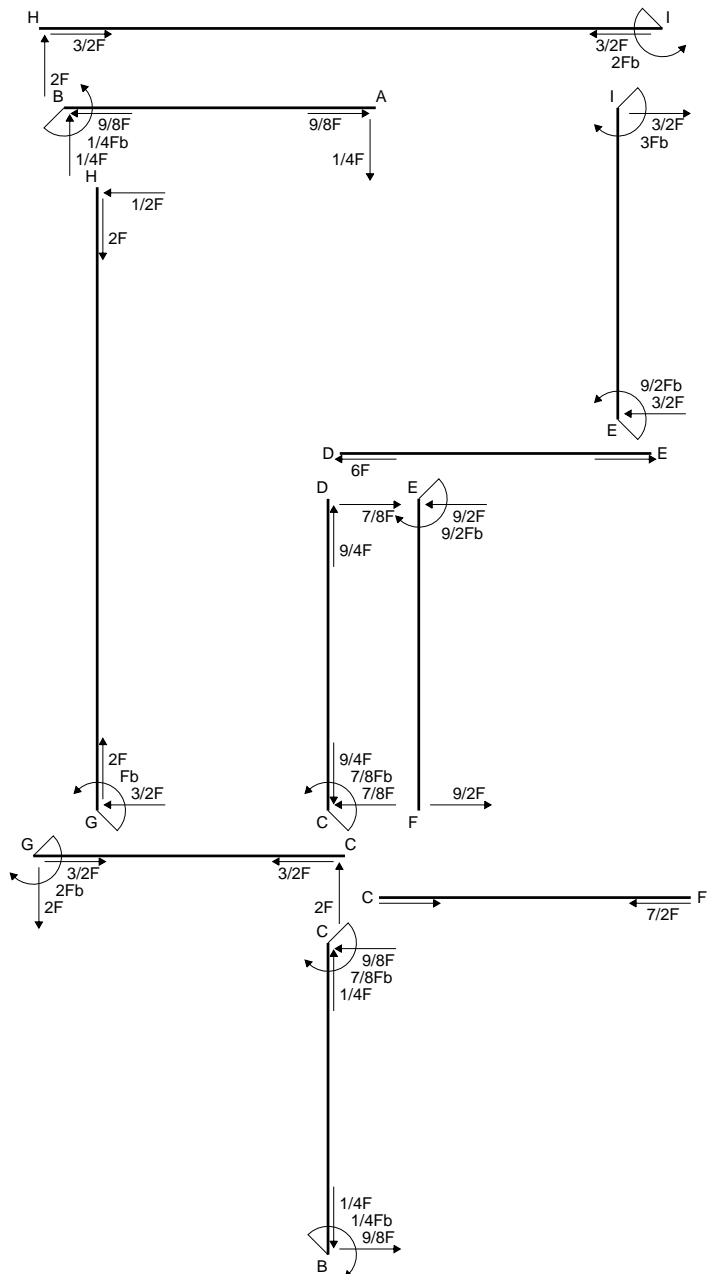 H I
3/2F 3/2F
2Fb
2F
B A I
9/8F 9/8F 3/2F
1/4Fb 3Fb
1/4F 1/4F
H
1/2F
2F
9/2Fb
3/2F
E
D E
6F
D E
7/8F 9/2F
9/2Fb
9/4F
2F 9/4F
Fb 7/8Fb
3/2F 7/8F 9/2F
G C F
G C
3/2F 3/2F
2Fb
2F 2F
C F
7/2F
C
9/8F
7/8Fb
1/4F
1/4F
1/4Fb
9/8F
B